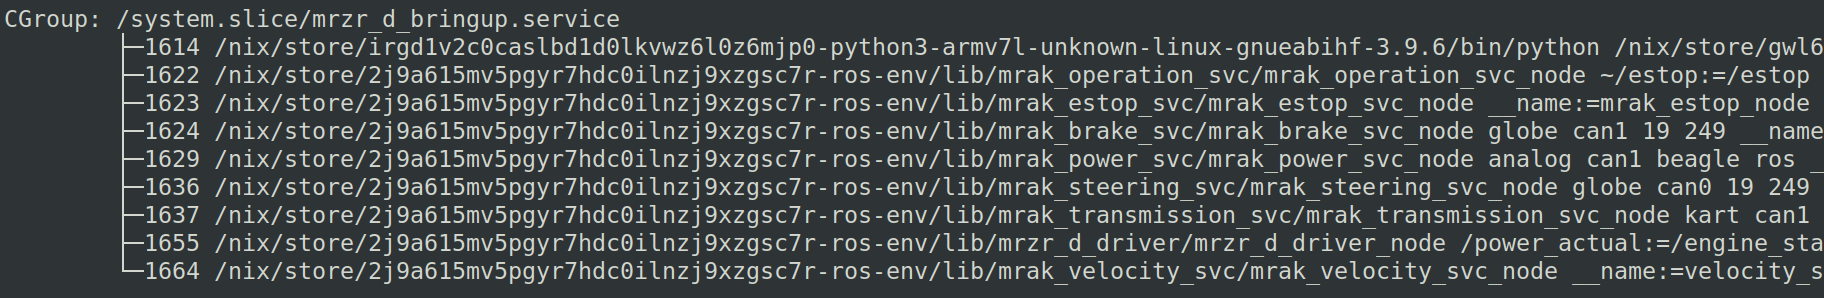 CGroup: /system.slice/mrzr_d_bringup.service
├─1614 /nix/store/irgd1v2c0caslbd1d0lkvwz6l0z6mjp0-python3-armv7l-unknown-linux-gnueabihf-3.9.6/bin/python /nix/store/gwl6
├─1622 /nix/store/2j9a615mv5pgyr7hdc0ilnzj9xzgsc7r-ros-env/lib/mrak_operation_svc/mrak_operation_svc_node ~/estop:=/estop
├─1623 /nix/store/2j9a615mv5pgyr7hdc0ilnzj9xzgsc7r-ros-env/lib/mrak_estop_svc/mrak_estop_svc_node __name:=mrak_estop_node
├─1624 /nix/store/2j9a615mv5pgyr7hdc0ilnzj9xzgsc7r-ros-env/lib/mrak_brake_svc/mrak_brake_svc_node globe can1 19 249 __name
├─1629 /nix/store/2j9a615mv5pgyr7hdc0ilnzj9xzgsc7r-ros-env/lib/mrak_power_svc/mrak_power_svc_node analog can1 beagle ros _
├─1636 /nix/store/2j9a615mv5pgyr7hdc0ilnzj9xzgsc7r-ros-env/lib/mrak_steering_svc/mrak_steering_svc_node globe can0 19 249
├─1637 /nix/store/2j9a615mv5pgyr7hdc0ilnzj9xzgsc7r-ros-env/lib/mrak_transmission_svc/mrak_transmission_svc_node kart can1
├─1655 /nix/store/2j9a615mv5pgyr7hdc0ilnzj9xzgsc7r-ros-env/lib/mrzr_d_driver/mrzr_d_driver_node /power_actual:=/engine_sta
└─1664 /nix/store/2j9a615mv5pgyr7hdc0ilnzj9xzgsc7r-ros-env/lib/mrak_velocity_svc/mrak_velocity_svc_node __name:=velocity_s